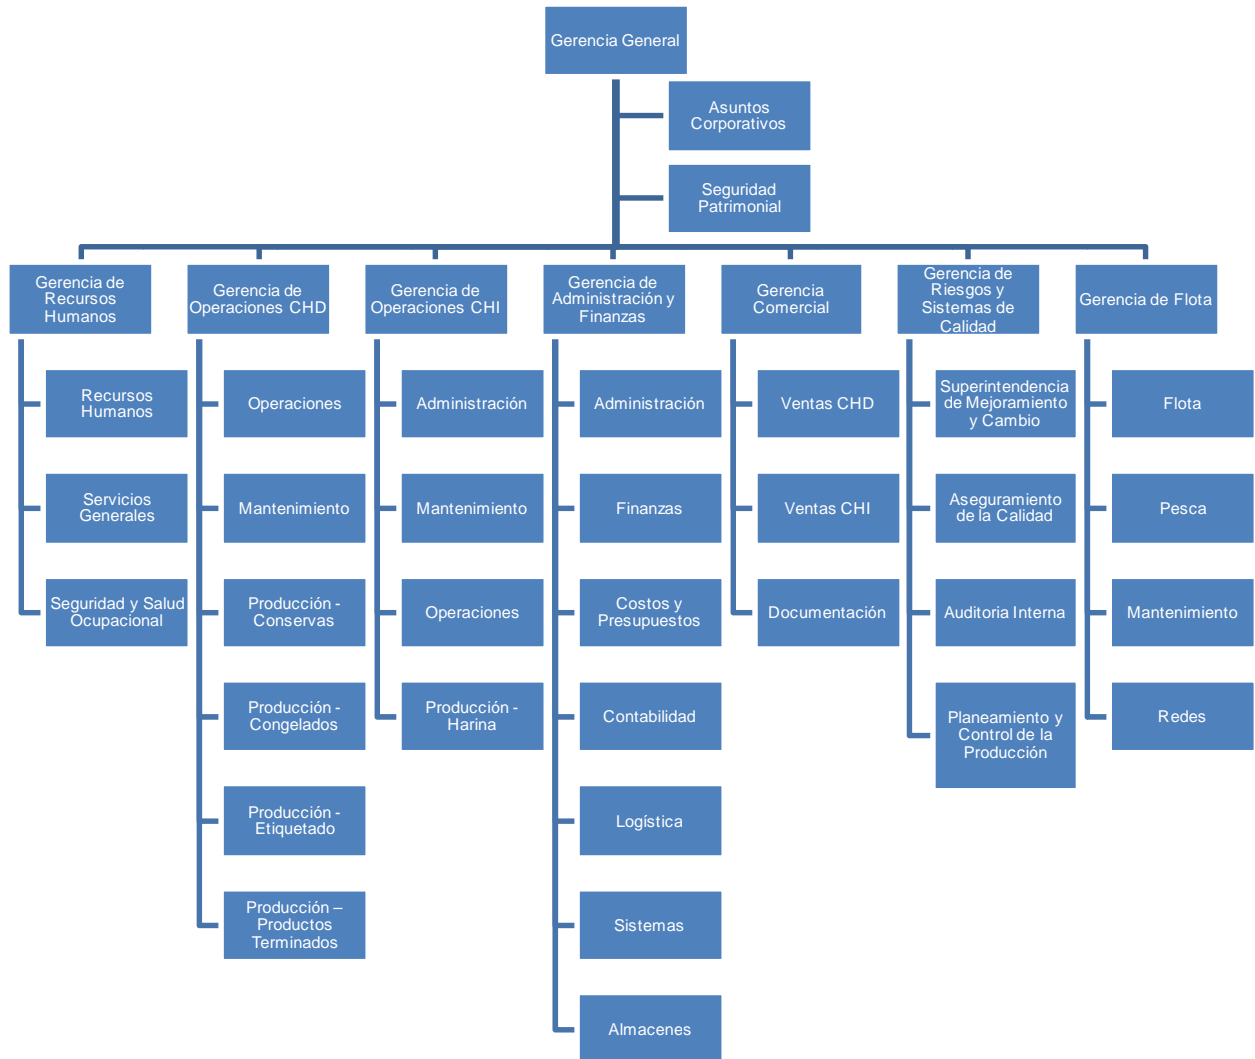 Gerencia General
Asuntos
Corporativos
Seguridad
Patrimonial
Gerencia de
Recursos
Humanos
Gerencia de
Operaciones CHD
Gerencia de
Operaciones CHI
Gerencia de
Administración y
Finanzas
Gerencia
Comercial
Gerencia de
Riesgos y
Sistemas de
Calidad
Gerencia de Flota
Recursos
Humanos
Servicios
Generales
Seguridad y Salud
Ocupacional
Operaciones
Mantenimiento
Producción -
Conservas
Producción -
Congelados
Producción -
Etiquetado
Producción –
Productos
Terminados
Administración
Mantenimiento
Operaciones
Producción -
Harina
Administración
Finanzas
Costos y
Presupuestos
Contabilidad
Logística
Sistemas
Almacenes
Ventas CHD
Ventas CHI
Documentación
Superintendencia
de Mejoramiento
y Cambio
Aseguramiento
de la Calidad
Auditoria Interna
Planeamiento y
Control de la
Producción
Flota
Pesca
Mantenimiento
Redes